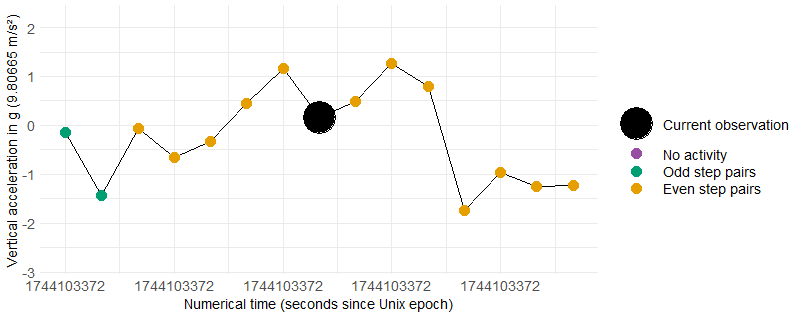 Vertical acceleration in g (9.80665 m/s²)
2
1
0
-1
-2
-3
1744103372 1744103372 1744103372 1744103372 1744103372
Numerical time (seconds since Unix epoch)
Current observation
No activity
Odd step pairs
Even step pairs